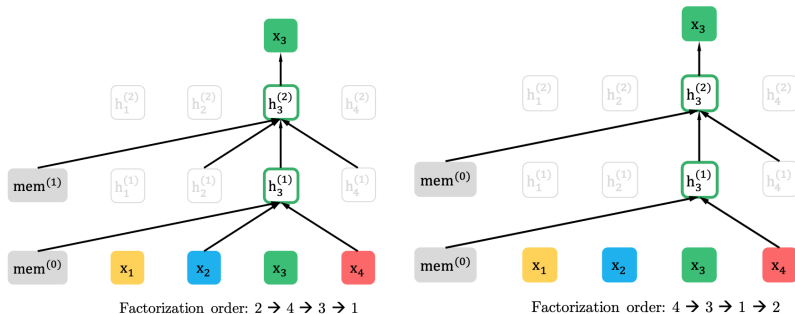 x₃ x₃
h₁⁽²⁾ h₂⁽²⁾ h₃⁽²⁾ h₄⁽²⁾ h₁⁽²⁾ h₂⁽²⁾ h₃⁽²⁾ h₄⁽²⁾
mem⁽¹⁾ h₁⁽¹⁾ h₂⁽¹⁾ h₃⁽¹⁾ h₄⁽¹⁾ mem⁽⁰⁾ h₁⁽¹⁾ h₂⁽¹⁾ h₃⁽¹⁾ h₄⁽¹⁾
mem⁽⁰⁾ x₁ x₂ x₃ x₄ mem⁽⁰⁾ x₁ x₂ x₃ x₄
Factorization order: 2 → 4 → 3 → 1 Factorization order: 4 → 3 → 1 → 2